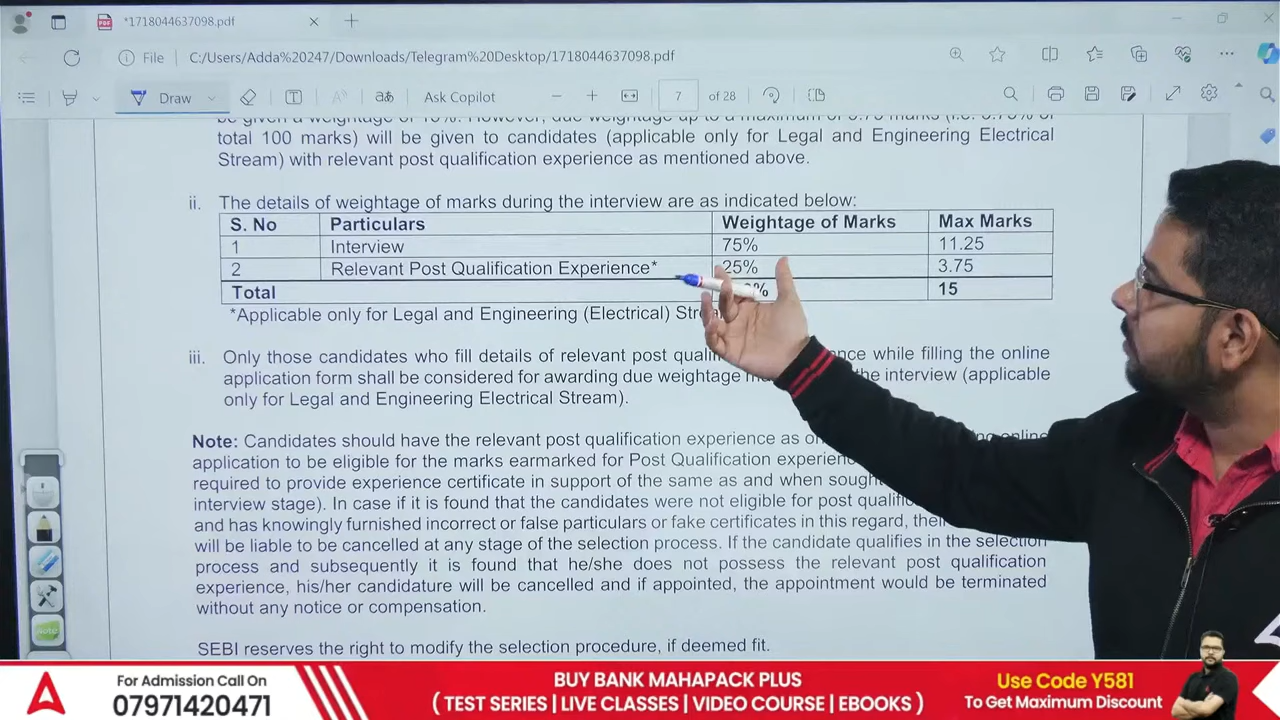 *1718044637098.pdf
File C:/Users/Adda%20247/Downloads/Telegram%20Desktop/1718044637098.pdf
Draw Ask Copilot 7 of 28
total 100 marks) will be given to candidates (applicable only for Legal and Engineering Electrical
Stream) with relevant post qualification experience as mentioned above.
ii. The details of weightage of marks during the interview are as indicated below:
S. No Particulars Weightage of Marks Max Marks
1 Interview 75% 11.25
2 Relevant Post Qualification Experience* 25% 3.75
Total 15
*Applicable only for Legal and Engineering (Electrical)
iii. Only those candidates who fill details of relevant post while filling the online
application form shall be considered for awarding due weightage the interview (applicable
only for Legal and Engineering Electrical Stream).
Note: Candidates should have the relevant post qualification experience as online
application to be eligible for the marks earmarked for Post Qualification
required to provide experience certificate in support of the same as and when sought
interview stage). In case if it is found that the candidates were not eligible for post
and has knowingly furnished incorrect or false particulars or fake certificates in this regard,
will be liable to be cancelled at any stage of the selection process. If the candidate qualifies in the selection
process and subsequently it is found that he/she does not possess the relevant post qualification
experience, his/her candidature will be cancelled and if appointed, the appointment would be terminated
without any notice or compensation.
SEBI reserves the right to modify the selection procedure, if deemed fit.
For Admission Call On
07971420471
BUY BANK MAHAPACK PLUS
( TEST SERIES | LIVE CLASSES | VIDEO COURSE | EBOOKS )
Use Code Y581
To Get Maximum Discount